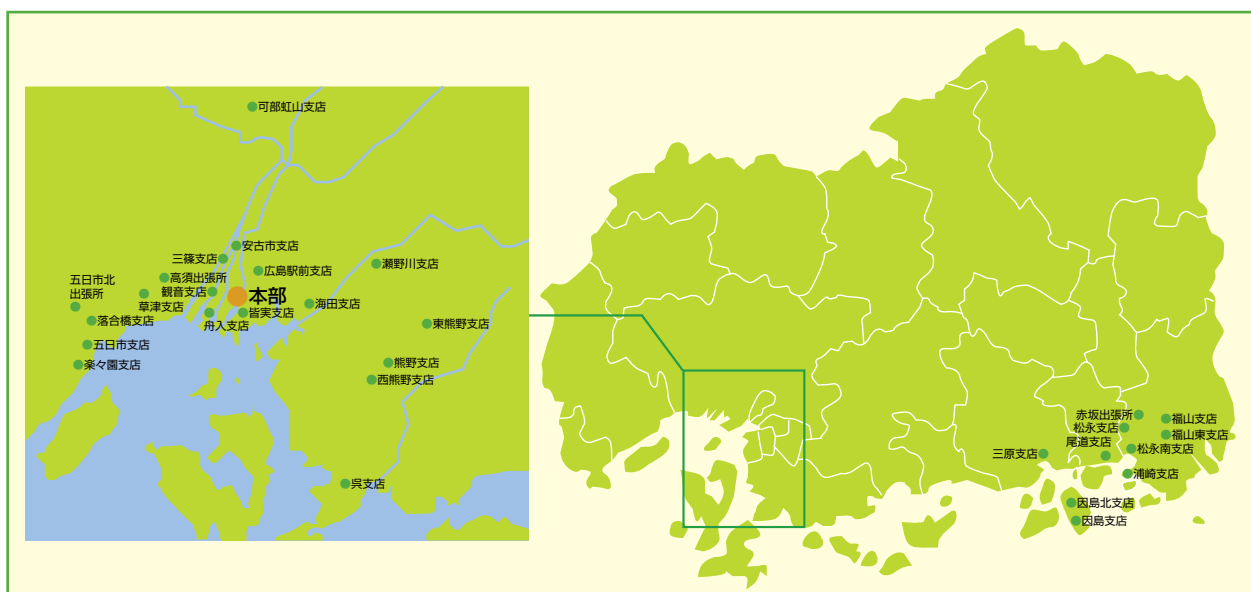 可部虹山支店
安古市支店
三篠支店
広島駅前支店
瀬野川支店
高須出張所
五日市北
出張所
観音支店
本部
草津支店
海田支店
皆実支店
落合橋支店
舟入支店
東熊野支店
五日市支店
楽々園支店
熊野支店
西熊野支店
呉支店
赤坂出張所
福山支店
松永支店
福山東支店
尾道支店
松永南支店
三原支店
浦崎支店
因島北支店
因島支店